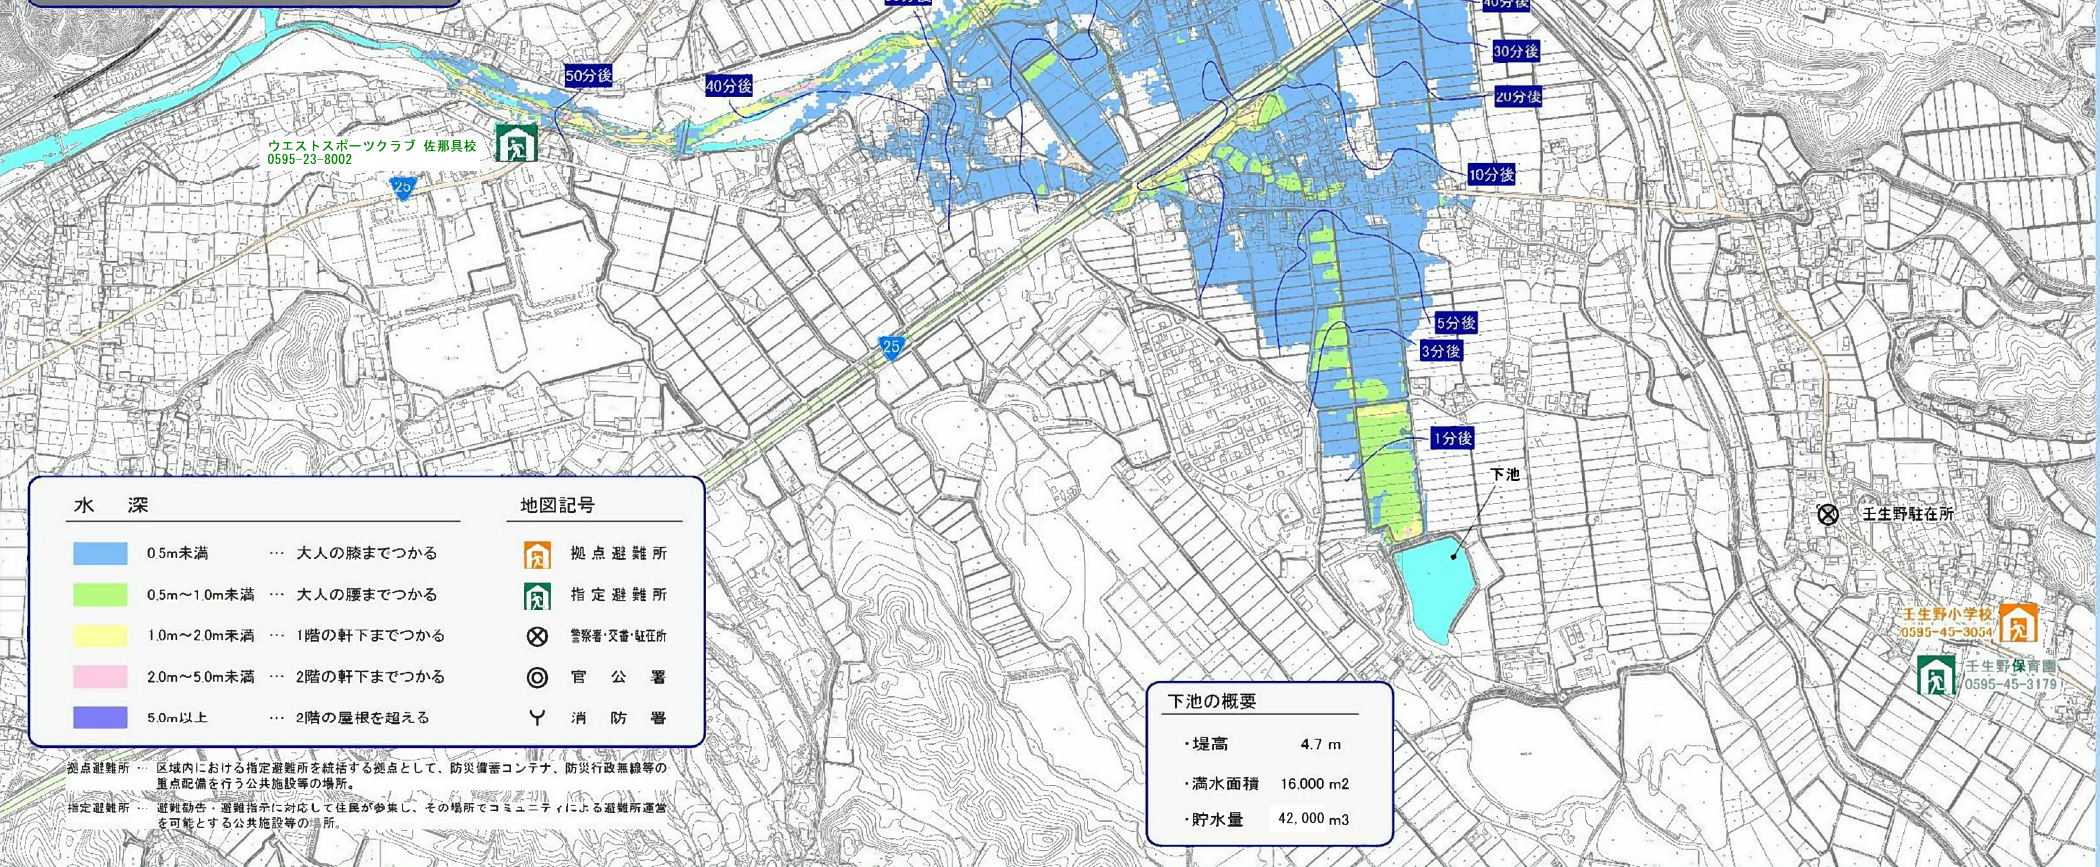 40分後
30分後
20分後
50分後
40分後
ウエストスポーツクラブ 佐那具校
0595-23-8002
25
10分後
5分後
3分後
25
1分後
下池
壬生野駐在所
壬生野小学校
0595-45-3054
壬生野保育園
0595-45-3179
水 深
0.5m未満 … 大人の膝までつかる
0.5m~1.0m未満 … 大人の腰までつかる
1.0m~2.0m未満 … 1階の軒下までつかる
2.0m~5.0m未満 … 2階の軒下までつかる
5.0m以上 … 2階の屋根を超える
地図記号
拠点避難所
指定避難所
警察署・交番・駐在所
官公署
消防署
拠点避難所 … 区域内における指定避難所を統括する拠点として、防災備蓄コンテナ、防災行政無線等の
重点配備を行う公共施設等の場所。
指定避難所 … 避難勧告・避難指示に対応して住民が参集し、その場所でコミュニティによる避難所運営
を可能とする公共施設等の場所。
下池の概要
・堤高 4.7 m
・満水面積 16,000 m2
・貯水量 42,000 m3